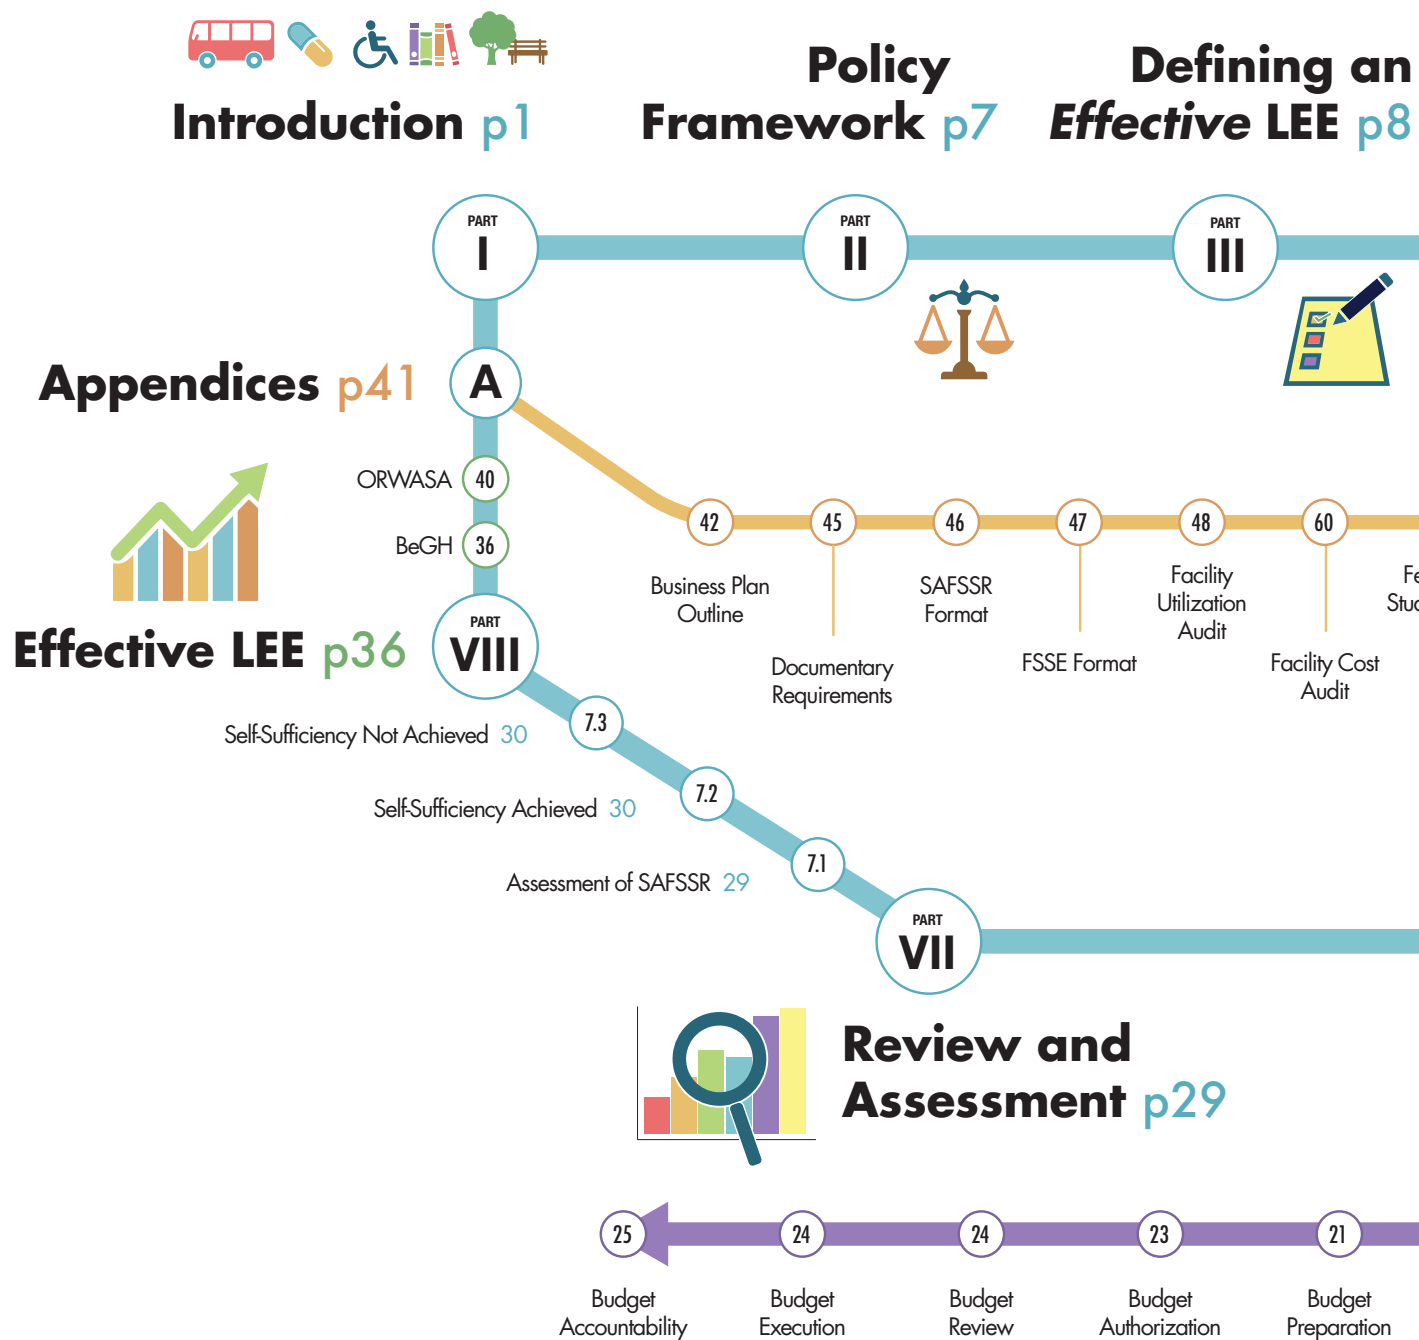 Introduction p1
Policy
Framework p7
Defining an
Effective LEE p8
PART
I
PART
II
PART
III
Appendices p41
A
ORWASA 40
BeGH 36
42
45
46
47
48
60
Business Plan
Outline
Documentary
Requirements
SAFSSR
Format
FSSE Format
Facility
Utilization
Audit
Facility Cost
Audit
Effective LEE p36
PART
VIII
Self-Sufficiency Not Achieved 30
7.3
Self-Sufficiency Achieved 30
7.2
Assessment of SAFSSR 29
7.1
PART
VII
Review and
Assessment p29
25
24
24
23
21
Budget
Accountability
Budget
Execution
Budget
Review
Budget
Authorization
Budget
Preparation